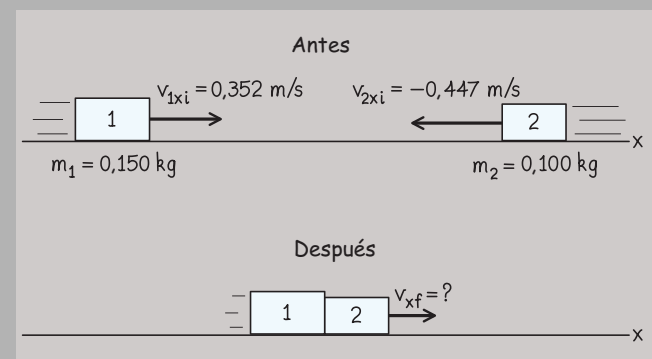 Antes
v1xi = 0,352 m/s v2xi = −0,447 m/s
1 2
x
m1 = 0,150 kg m2 = 0,100 kg
Después
vxf = ?
1 2
x